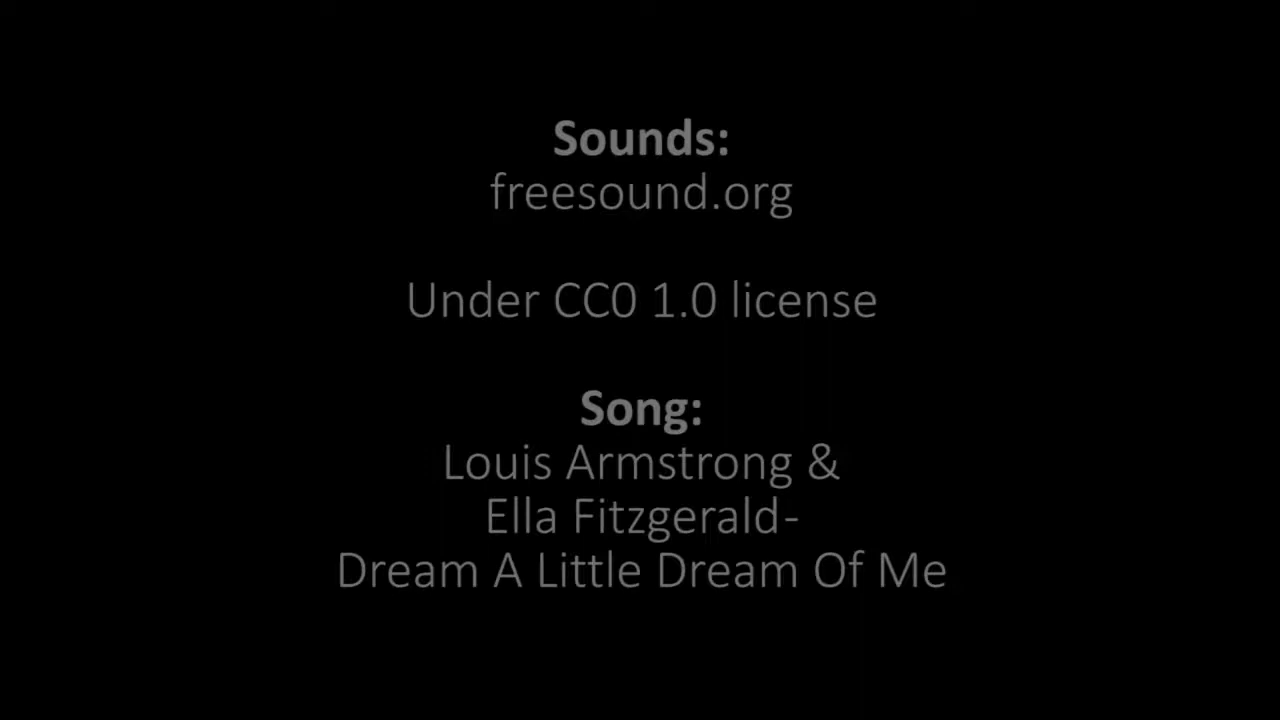 Sounds:
freesound.org
Under CC0 1.0 license
Song:
Louis Armstrong &
Ella Fitzgerald-
Dream A Little Dream Of Me